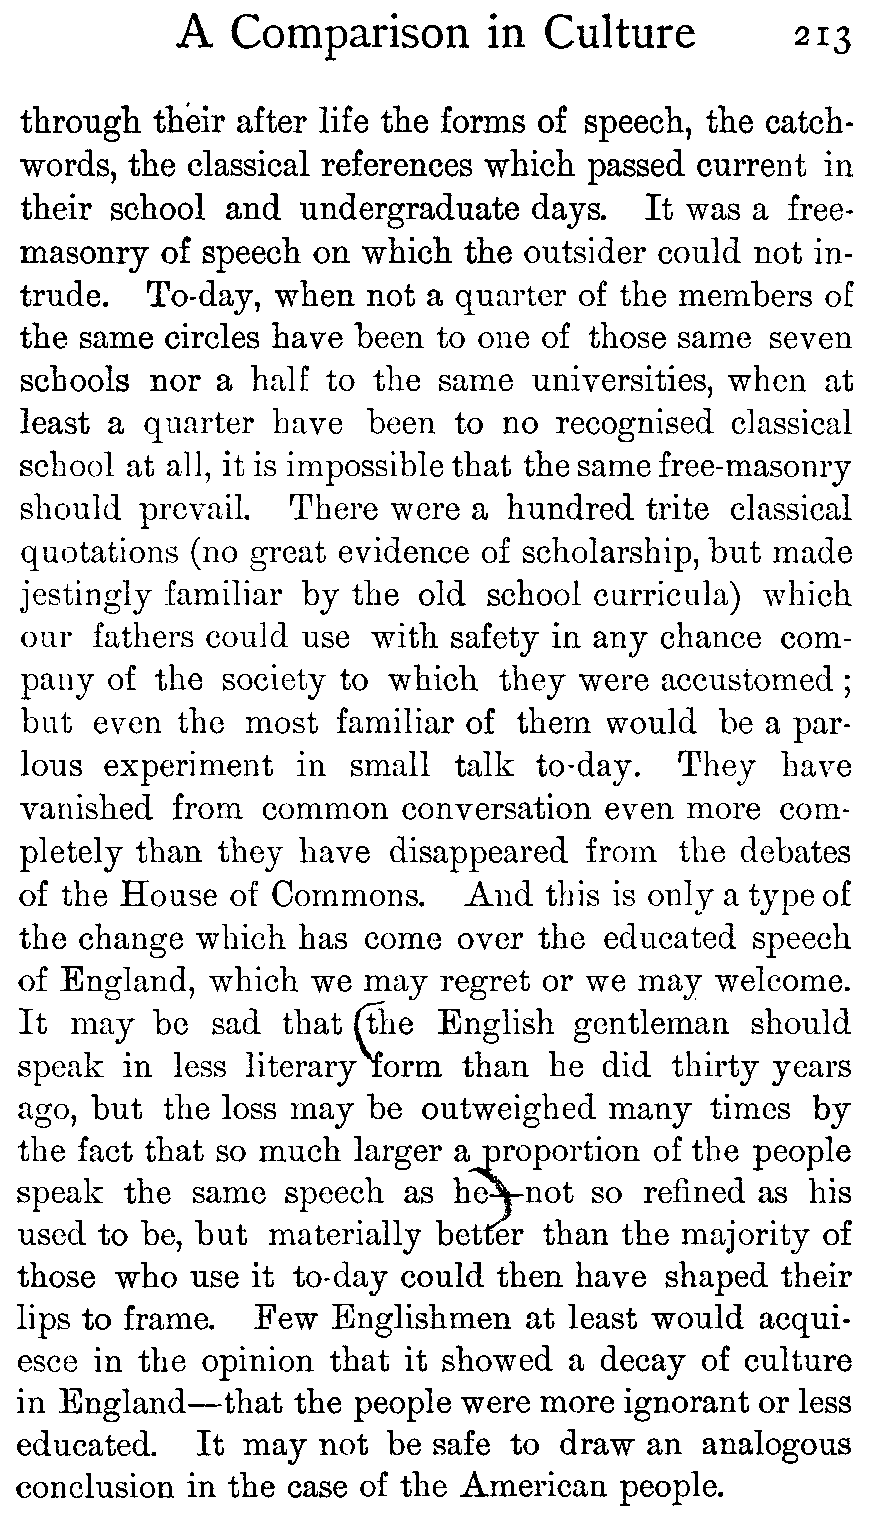 A Comparison in Culture 213
through their after life the forms of speech, the catch-
words, the classical references which passed current in
their school and undergraduate days. It was a free-
masonry of speech on which the outsider could not in-
trude. To-day, when not a quarter of the members of
the same circles have been to one of those same seven
schools nor a half to the same universities, when at
least a quarter have been to no recognised classical
school at all, it is impossible that the same free-masonry
should prevail. There were a hundred trite classical
quotations (no great evidence of scholarship, but made
jestingly familiar by the old school curricula) which
our fathers could use with safety in any chance com-
pany of the society to which they were accustomed;
but even the most familiar of them would be a par-
lous experiment in small talk to-day. They have
vanished from common conversation even more com-
pletely than they have disappeared from the debates
of the House of Commons. And this is only a type of
the change which has come over the educated speech
of England, which we may regret or we may welcome.
It may be sad that the English gentleman should
speak in less literary form than he did thirty years
ago, but the loss may be outweighed many times by
the fact that so much larger a proportion of the people
speak the same speech as he—not so refined as his
used to be, but materially better than the majority of
those who use it to-day could then have shaped their
lips to frame. Few Englishmen at least would acqui-
esce in the opinion that it showed a decay of culture
in England—that the people were more ignorant or less
educated. It may not be safe to draw an analogous
conclusion in the case of the American people.